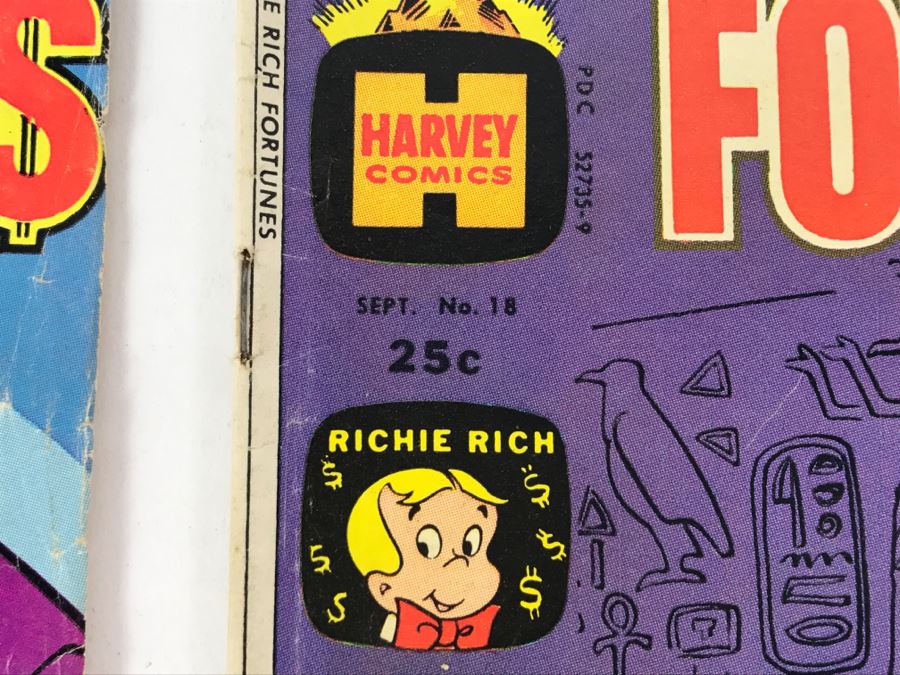 E RICH FORTUNES
HARVEY
COMICS
PDC 52735-9
FO
SEPT. No. 18
25c
RICHIE RICH